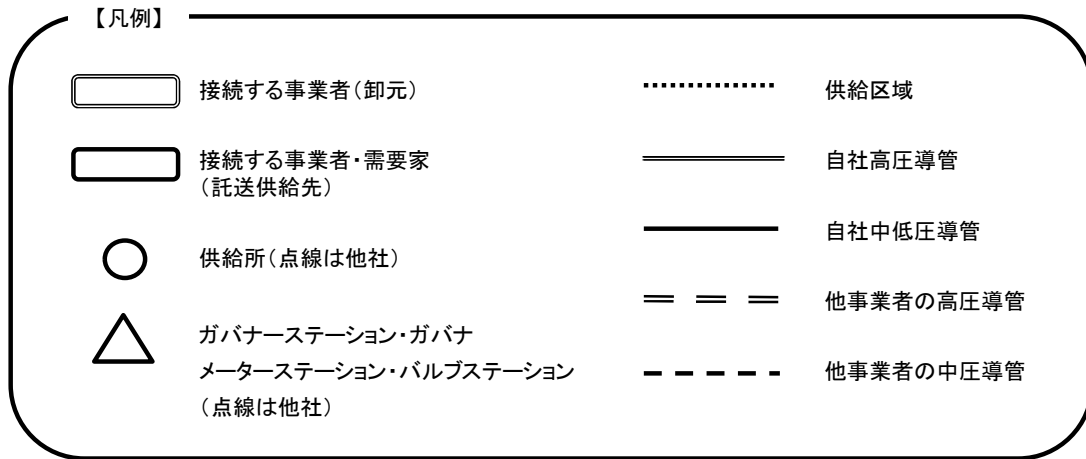 【凡例】
接続する事業者(卸元)
接続する事業者・需要家
(託送供給先)
供給所(点線は他社)
ガバナーステーション・ガバナ
メーターステーション・バルブステーション
(点線は他社)
供給区域
自社高圧導管
自社中低圧導管
他事業者の高圧導管
他事業者の中圧導管